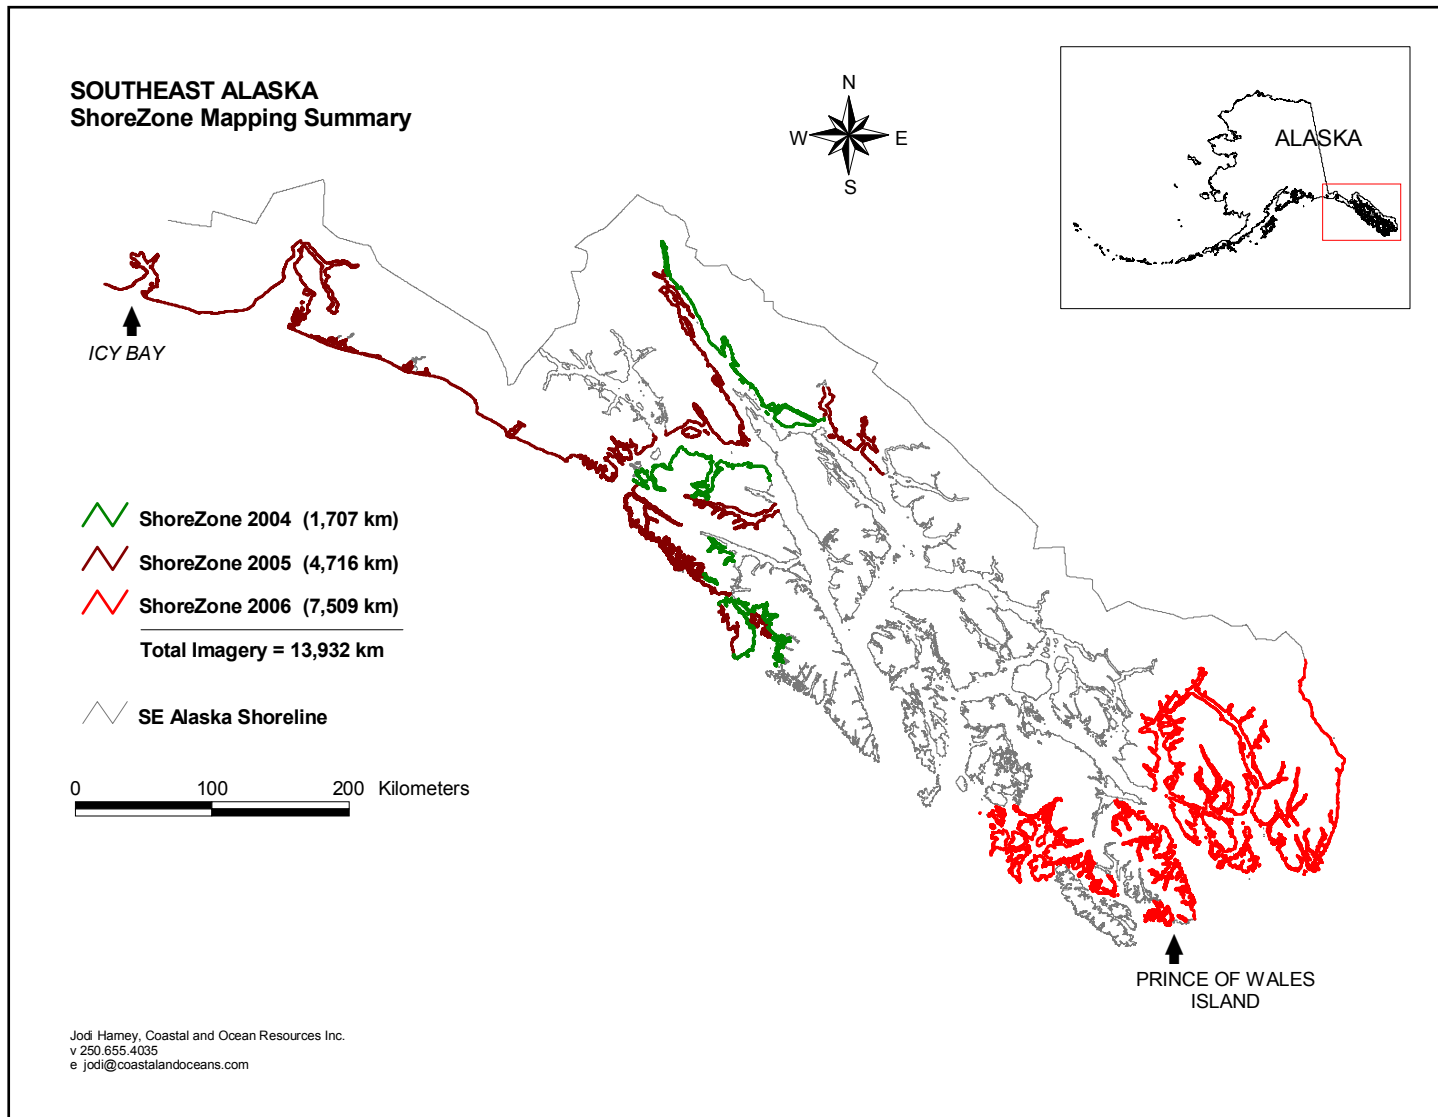 SOUTHEAST ALASKA
ShoreZone Mapping Summary
N
W
E
S
ALASKA
ICY BAY
ShoreZone 2004 (1,707 km)
ShoreZone 2005 (4,716 km)
ShoreZone 2006 (7,509 km)
Total Imagery = 13,932 km
SE Alaska Shoreline
0 100 200 Kilometers
PRINCE OF WALES
ISLAND
Jodi Harney, Coastal and Ocean Resources Inc.
v 250.655.4035
e jodi@coastalandoceans.com